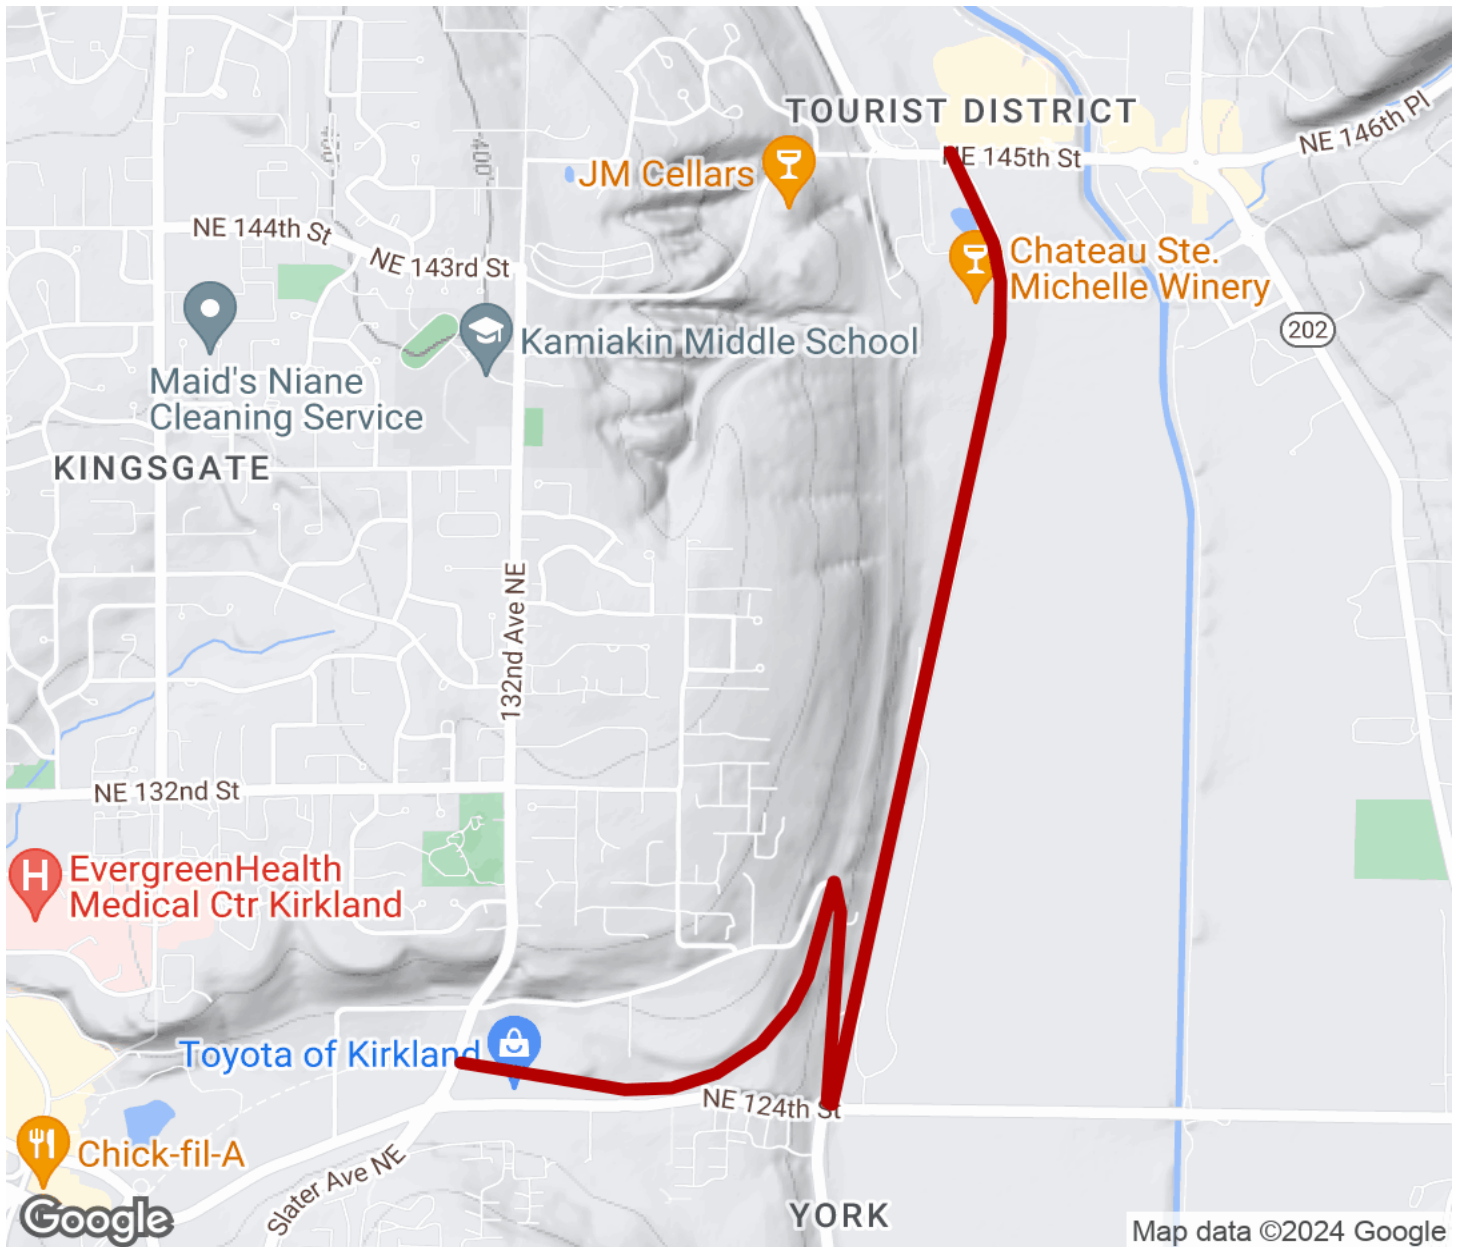 TOURIST DISTRICT
NE 146th Pl
NE 145th St
JM Cellars
NE 144th St
NE 143rd St
400
Chateau Ste.
Michelle Winery
202
Kamiakin Middle School
Maid's Niane
Cleaning Service
KINGSGATE
132nd Ave NE
NE 132nd St
EvergreenHealth
Medical Ctr Kirkland
Toyota of Kirkland
NE 124th St
Chick-fil-A
Slater Ave NE
YORK
Google
Map data ©2024 Google